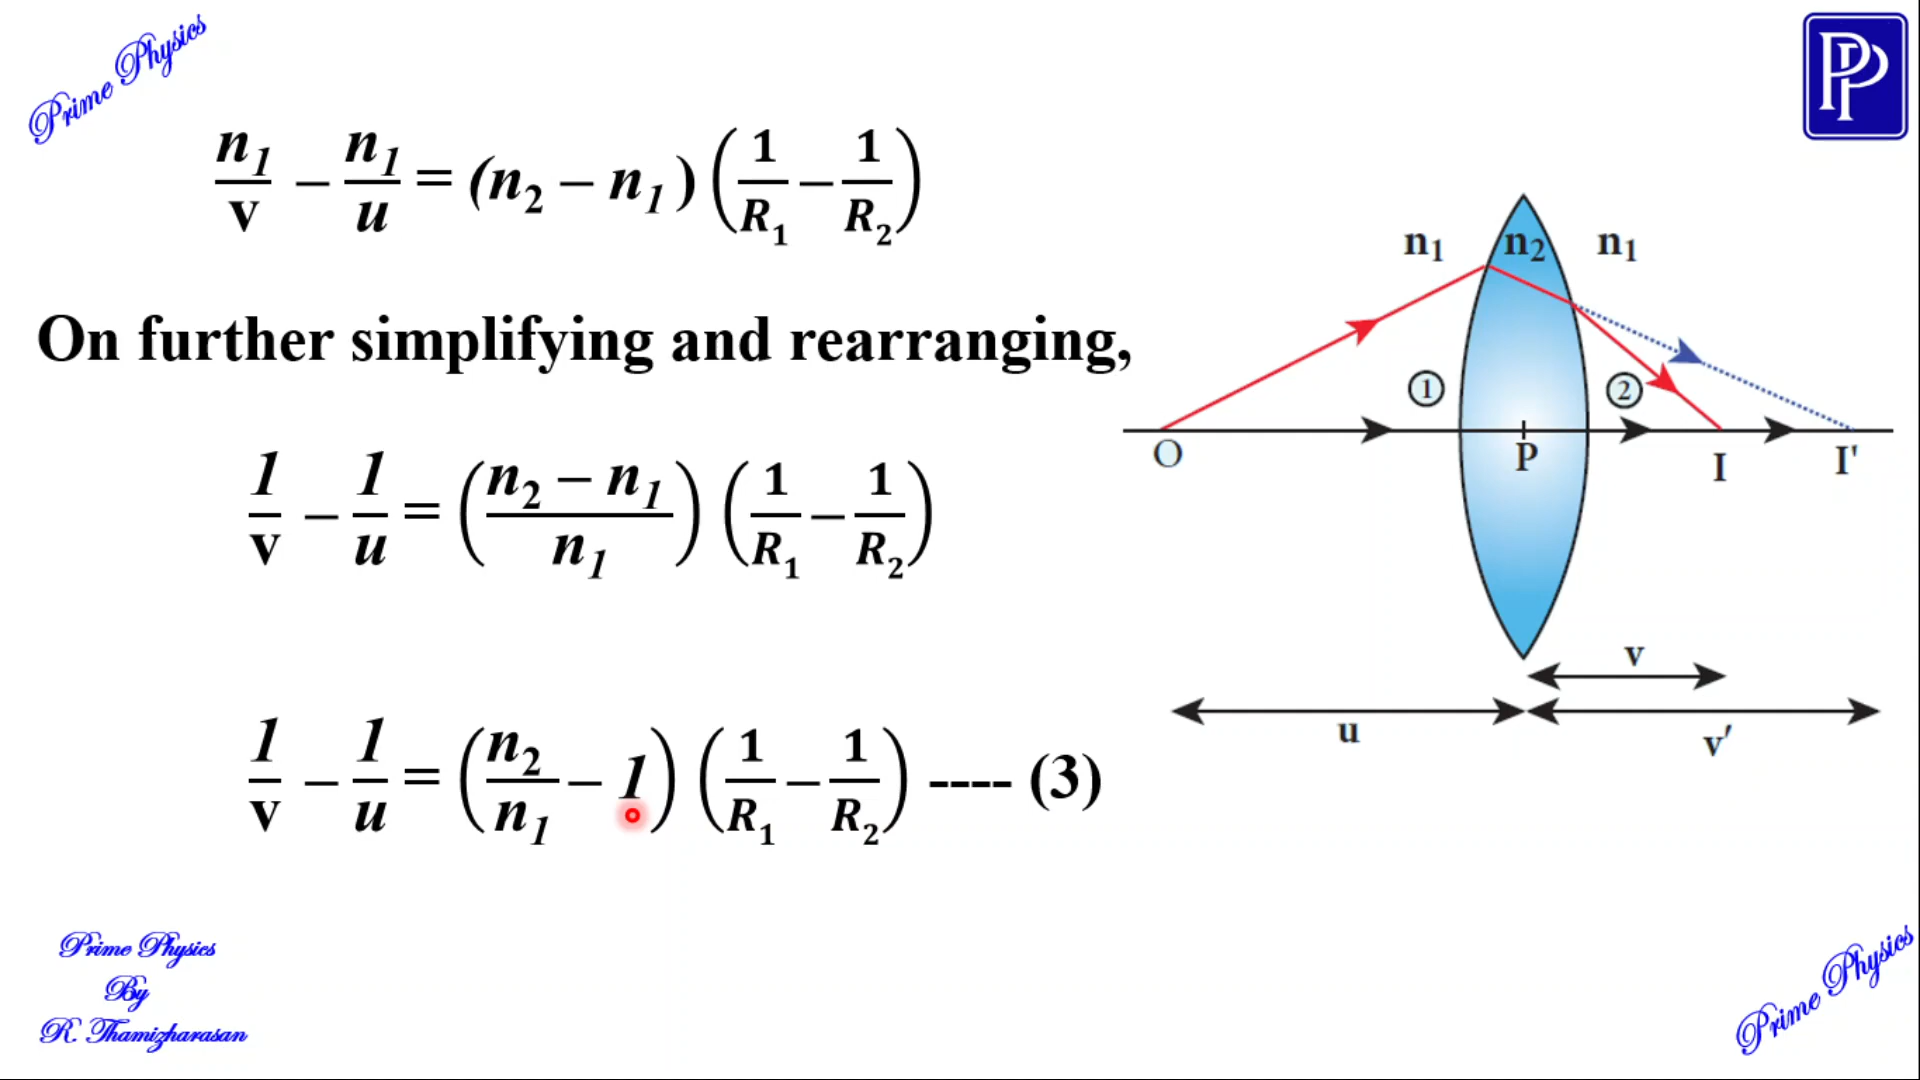 Prime Physics
PP
n₁/v − n₁/u = (n₂ − n₁) (1/R₁ − 1/R₂)
On further simplifying and rearranging,
1/v − 1/u = ((n₂ − n₁)/n₁) (1/R₁ − 1/R₂)
1/v − 1/u = (n₂/n₁ − 1) (1/R₁ − 1/R₂) ---- (3)
n₁ n₂ n₁
① ②
O P I I'
v
u v′
Prime Physics
By
R. Thamizharasan
Prime Physics